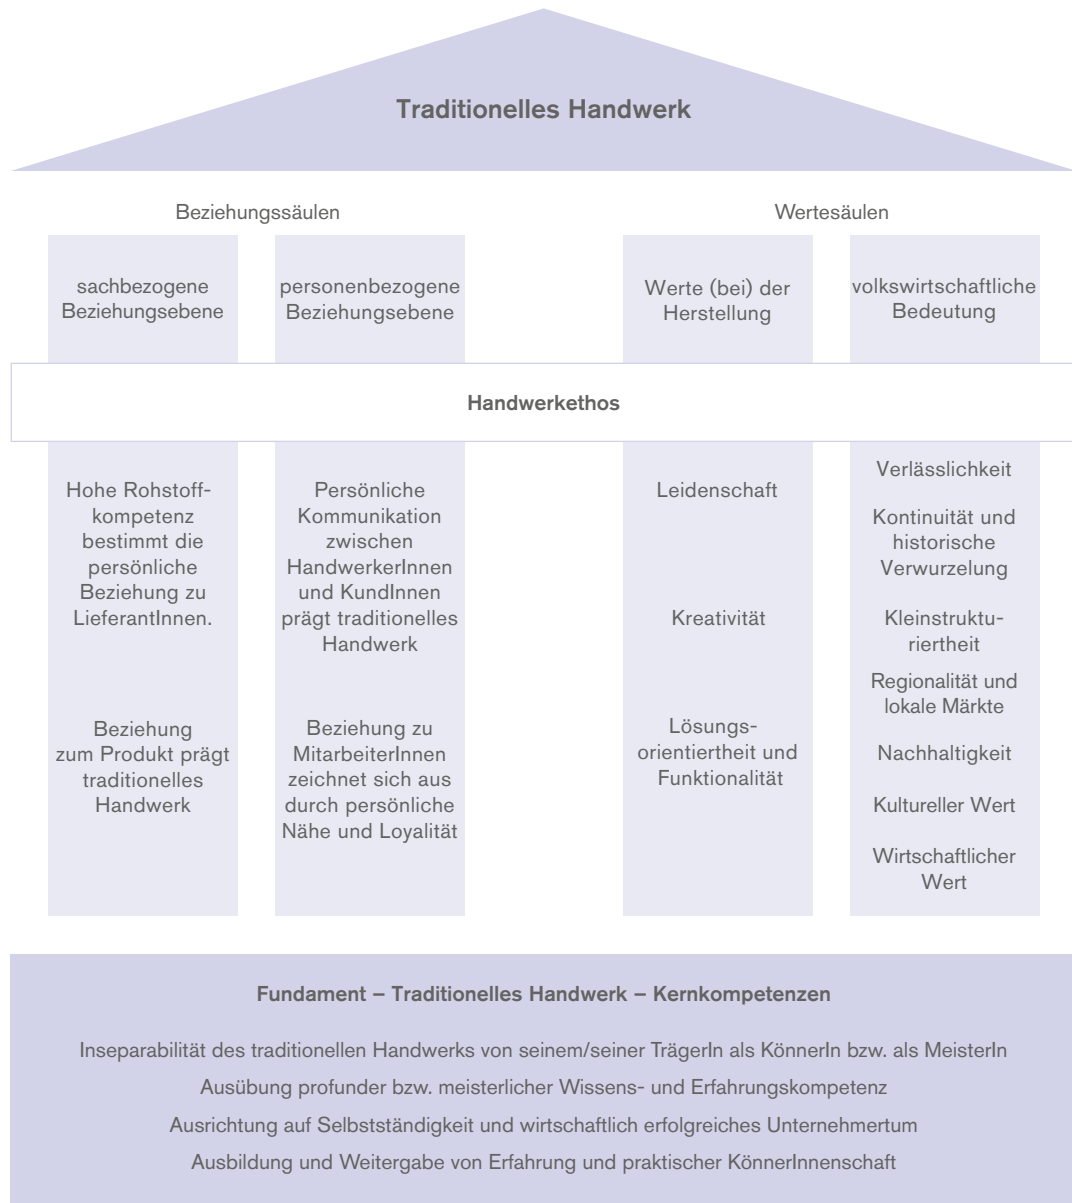 Traditionelles Handwerk
Beziehungssäulen
Wertesäulen
sachbezogene
Beziehungsebene
personenbezogene
Beziehungsebene
Werte (bei) der
Herstellung
volkswirtschaftliche
Bedeutung
Handwerkethos
Hohe Rohstoff-
kompetenz
bestimmt die
persönliche
Beziehung zu
LieferantInnen.
Beziehung
zum Produkt prägt
traditionelles
Handwerk
Persönliche
Kommunikation
zwischen
HandwerkerInnen
und KundInnen
prägt traditionelles
Handwerk
Beziehung zu
MitarbeiterInnen
zeichnet sich aus
durch persönliche
Nähe und Loyalität
Leidenschaft
Kreativität
Lösungs-
orientiertheit und
Funktionalität
Verlässlichkeit
Kontinuität und
historische
Verwurzelung
Kleinstruktu-
riertheit
Regionalität und
lokale Märkte
Nachhaltigkeit
Kultureller Wert
Wirtschaftlicher
Wert
Fundament – Traditionelles Handwerk – Kernkompetenzen
Inseparabilität des traditionellen Handwerks von seinem/seiner TrägerIn als KönnerIn bzw. als MeisterIn
Ausübung profunder bzw. meisterlicher Wissens- und Erfahrungskompetenz
Ausrichtung auf Selbstständigkeit und wirtschaftlich erfolgreiches Unternehmertum
Ausbildung und Weitergabe von Erfahrung und praktischer KönnerInnenschaft